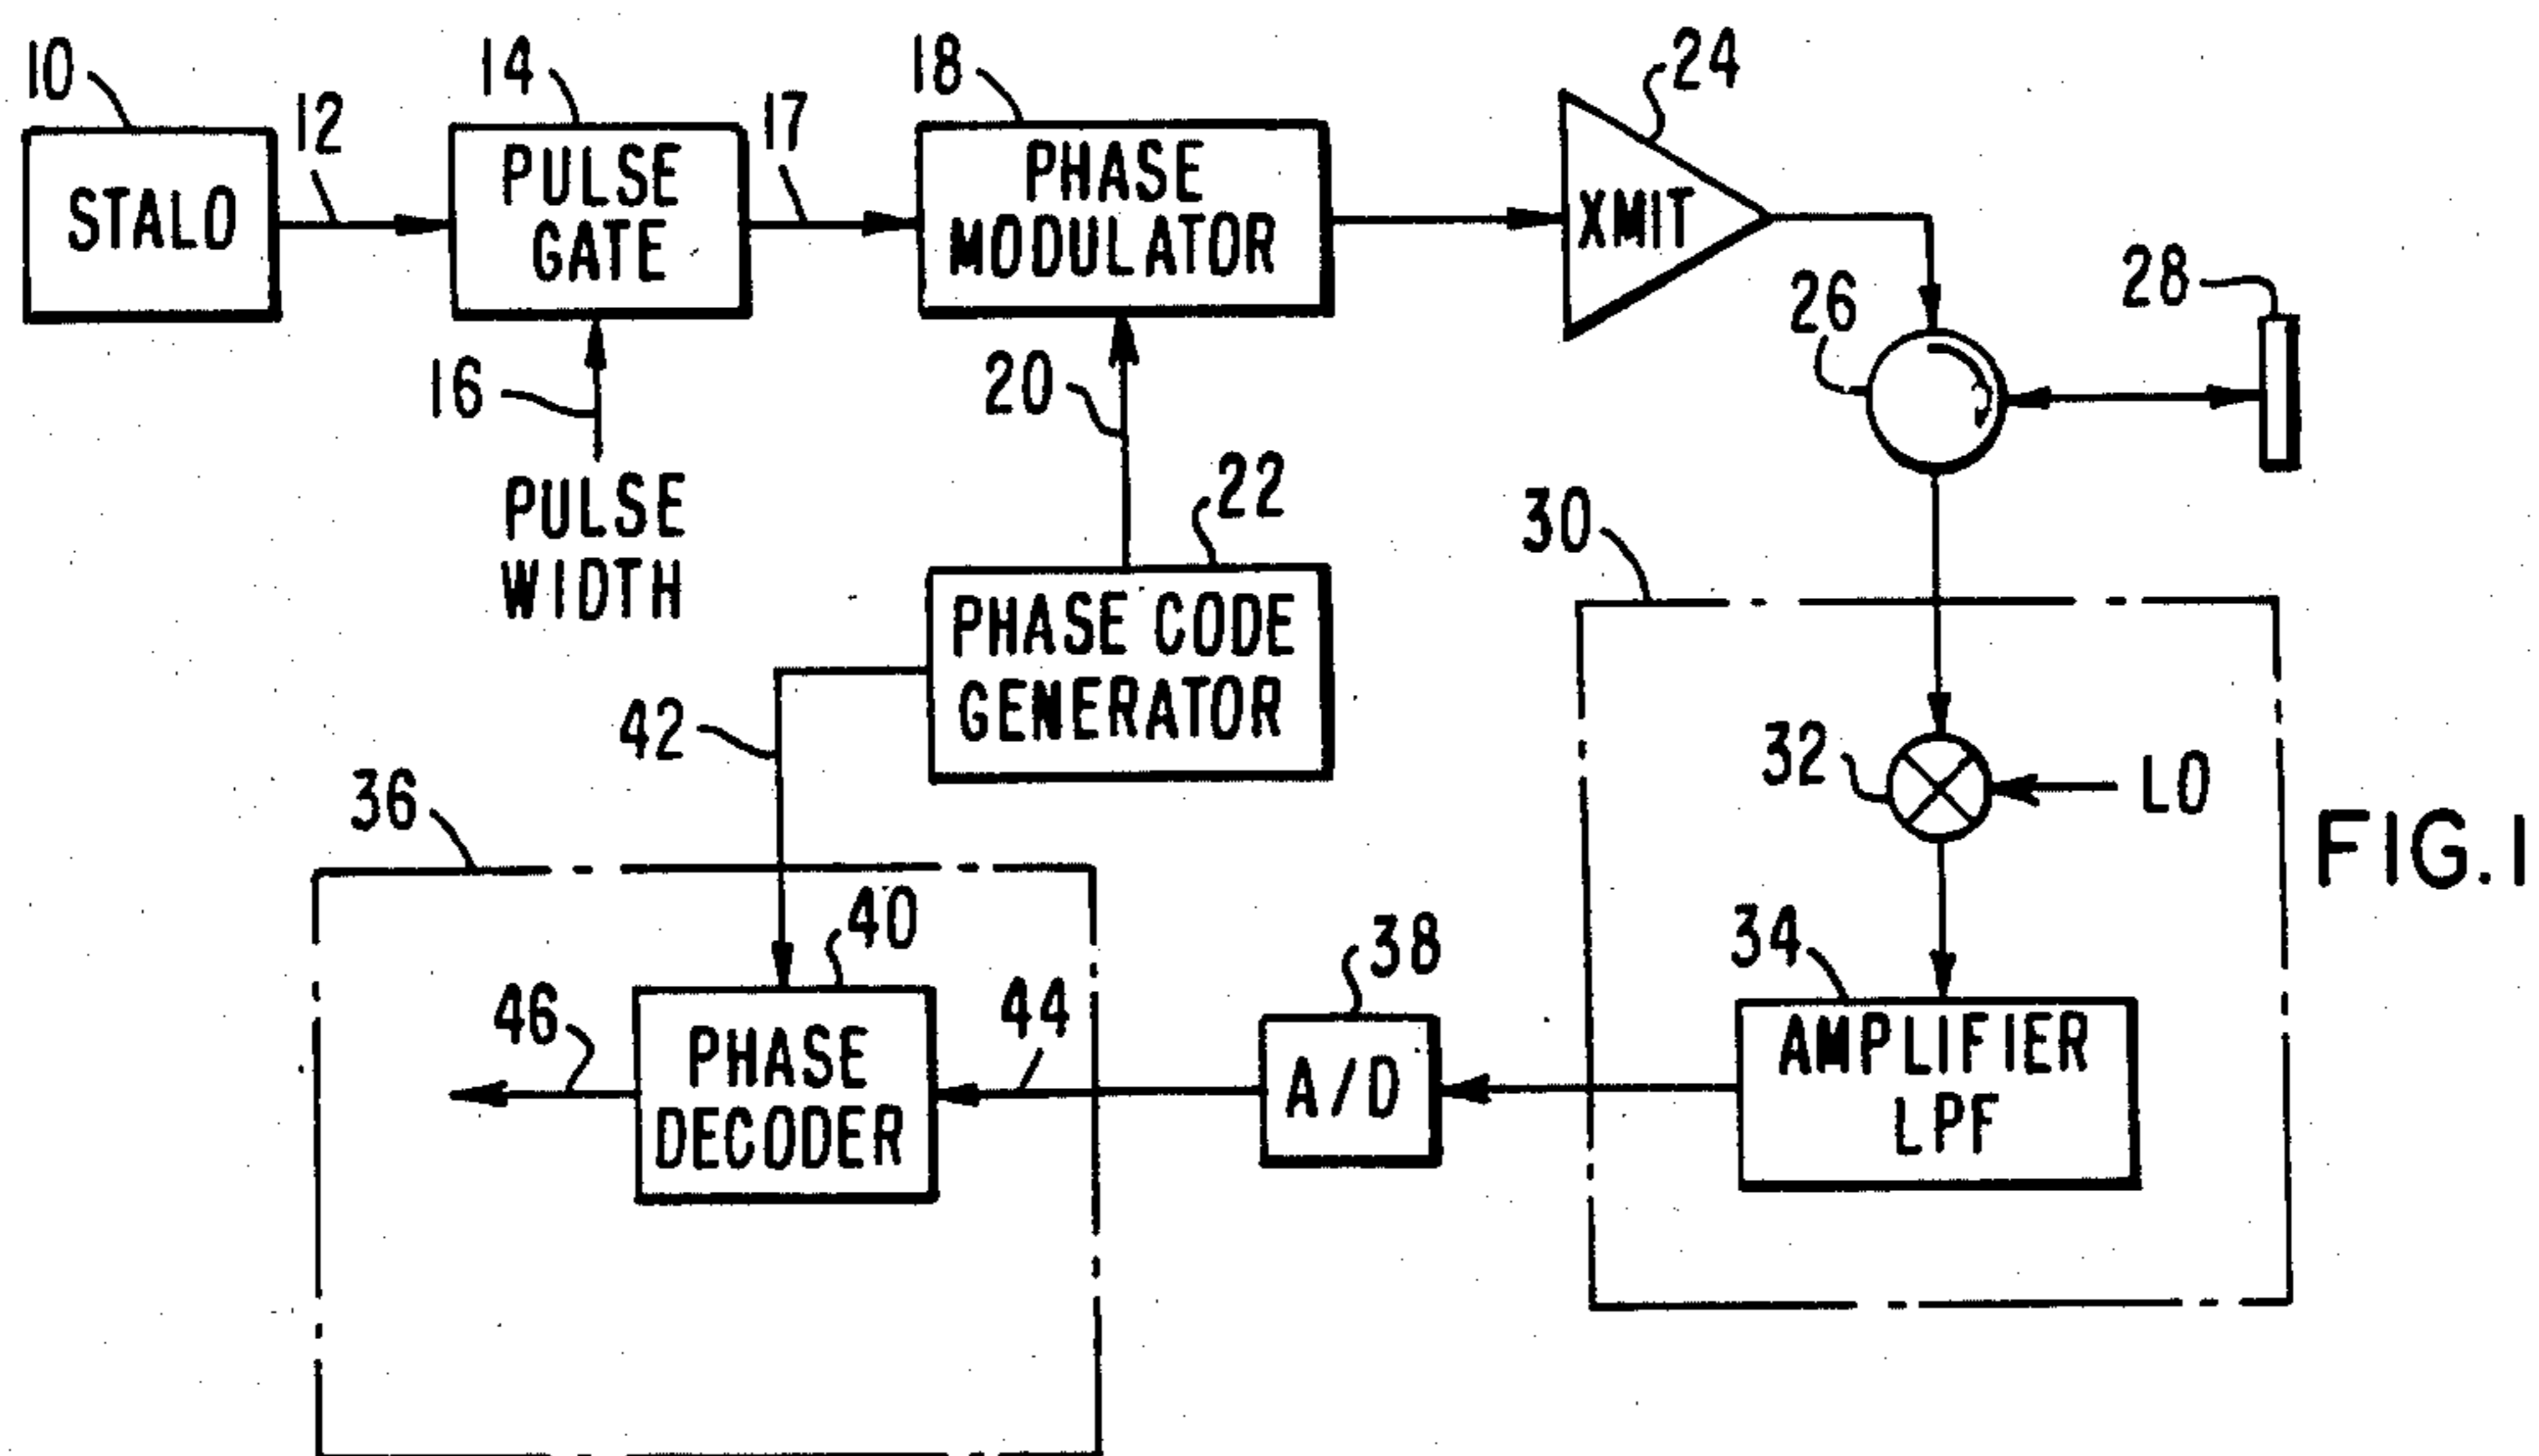 10
12
14
17
18
24
STALO
PULSE
GATE
PHASE
MODULATOR
XMIT
26
28
16
20
PULSE
WIDTH
22
30
PHASE CODE
GENERATOR
42
32
LO
FIG.1
36
40
38
34
46
44
PHASE
DECODER
A/D
AMPLIFIER
LPF